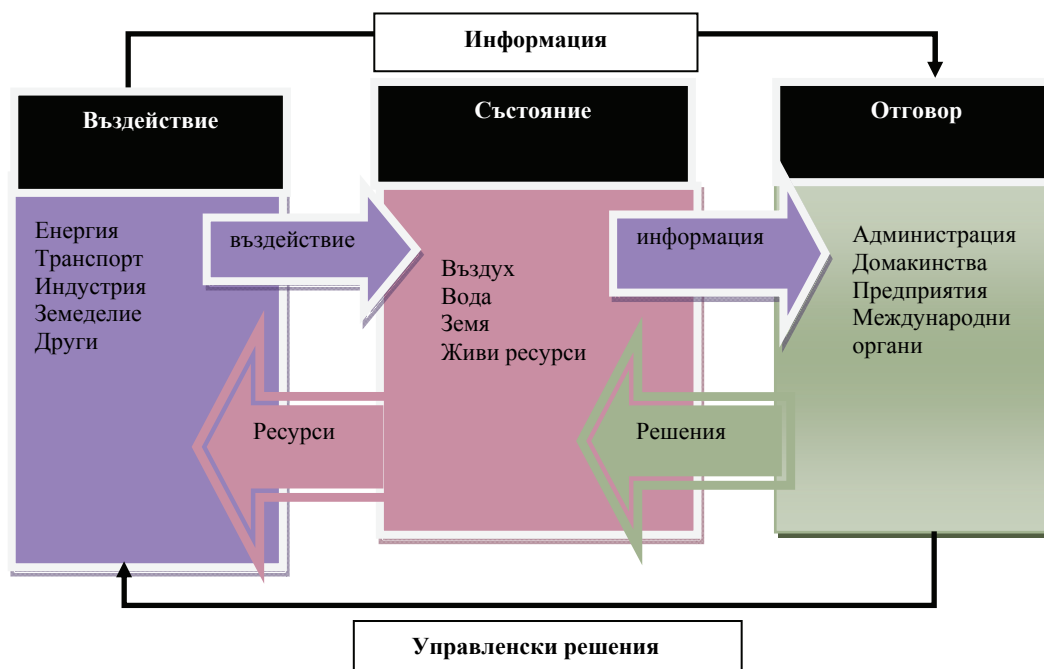 Информация
Въздействие
Състояние
Отговор
Енергия
Транспорт
Индустрия
Земеделие
Други
въздействие
Въздух
Вода
Земя
Живи ресурси
информация
Администрация
Домакинства
Предприятия
Международни
органи
Ресурси
Решения
Управленски решения